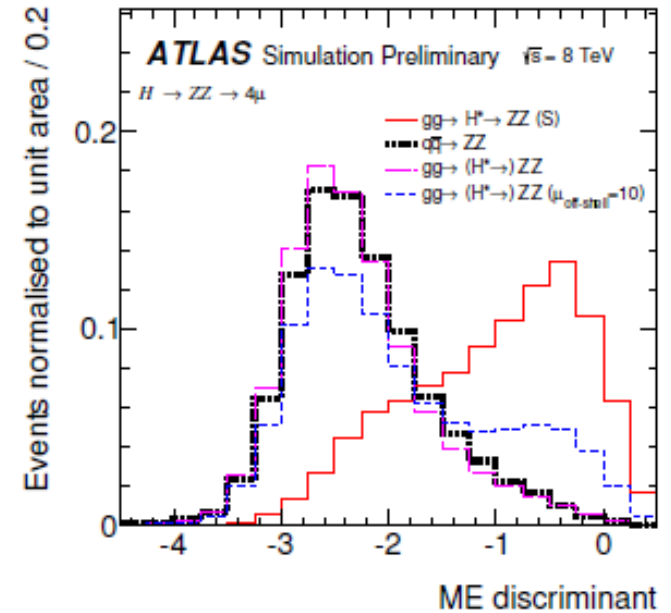 ATLAS Simulation Preliminary √s = 8 TeV
H → ZZ → 4μ
gg→ H*→ ZZ (S)
qq̄→ ZZ
gg→ (H*→) ZZ
gg→ (H*→) ZZ (μoff-shell=10)
Events normalised to unit area / 0.2
0.2
0.1
0
-4 -3 -2 -1 0
ME discriminant